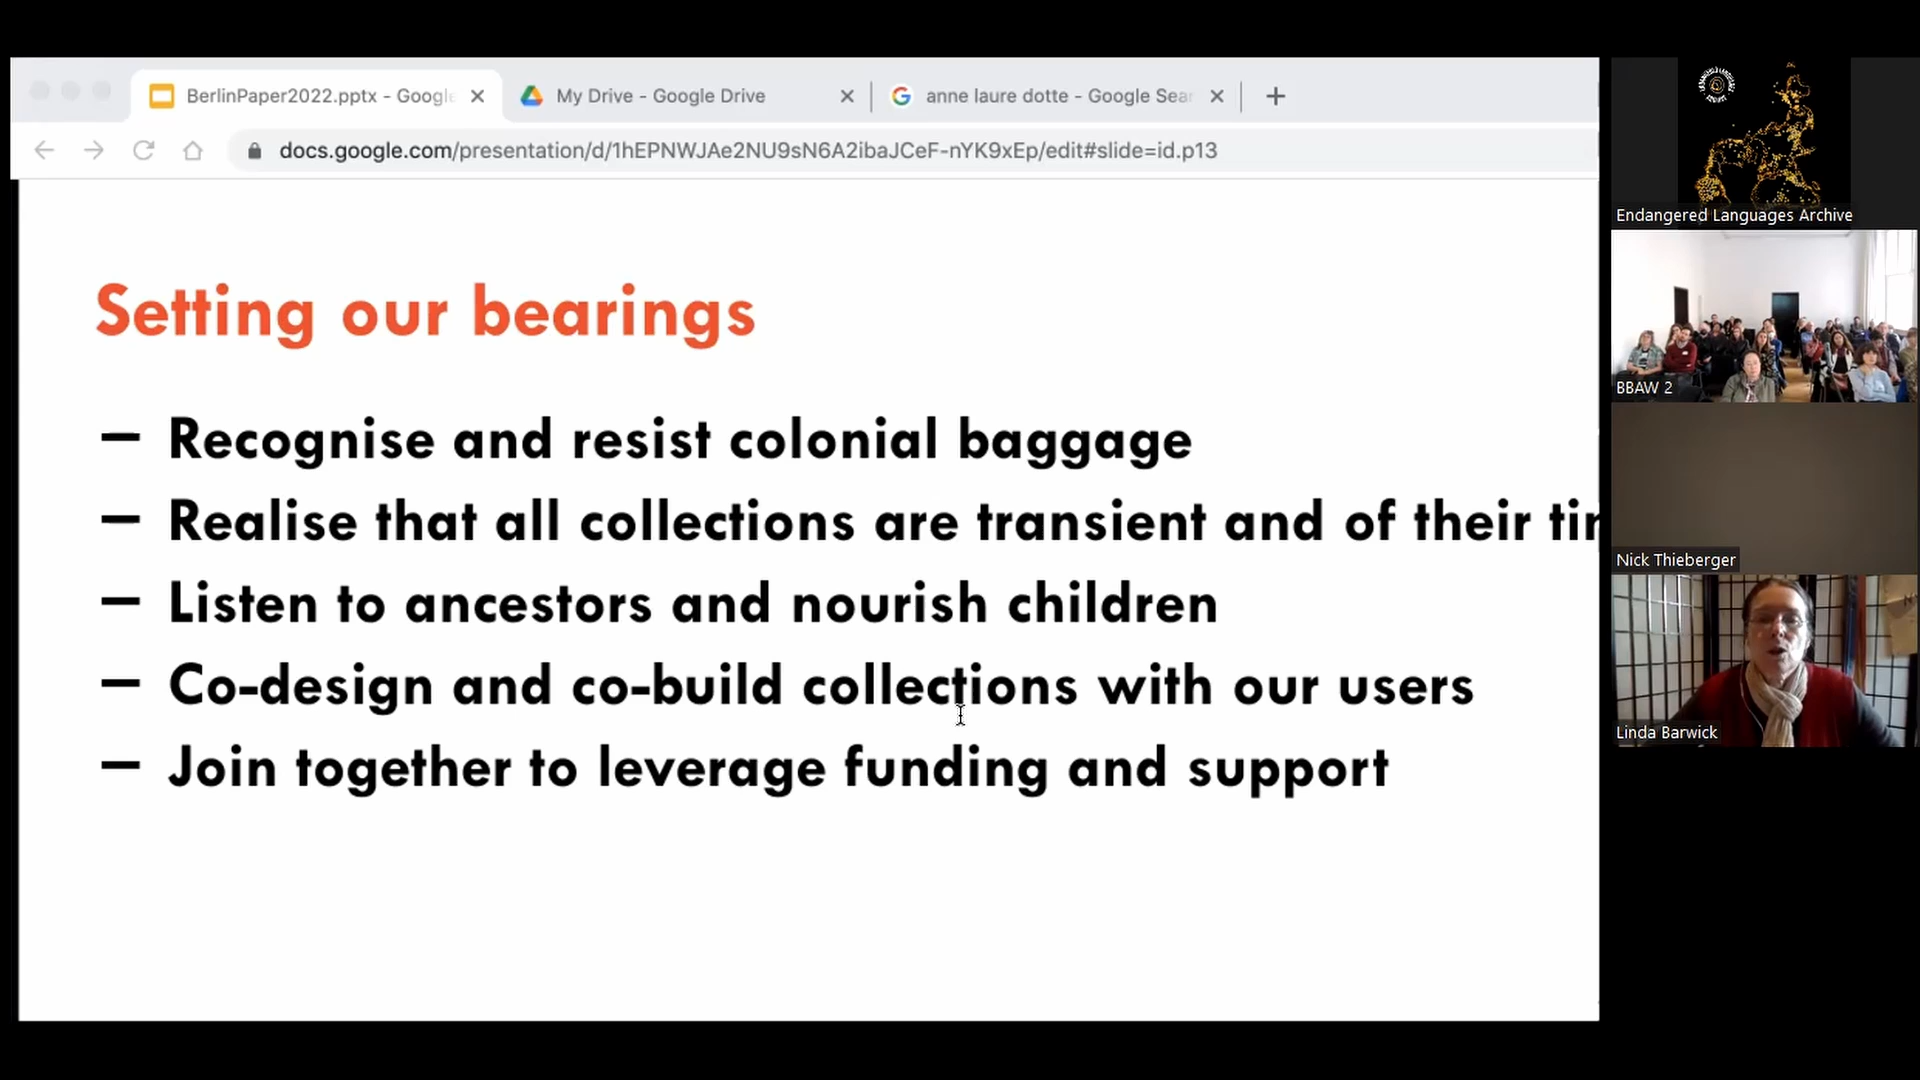 BerlinPaper2022.pptx - Google
My Drive - Google Drive
anne laure dotte - Google Sear
docs.google.com/presentation/d/1hEPNWJAe2NU9sN6A2ibaJCeF-nYK9xEp/edit#slide=id.p13
Setting our bearings
– Recognise and resist colonial baggage
– Realise that all collections are transient and of their
– Listen to ancestors and nourish children
– Co-design and co-build collections with our users
– Join together to leverage funding and support
Endangered Languages Archive
BBAW 2
Nick Thieberger
Linda Barwick